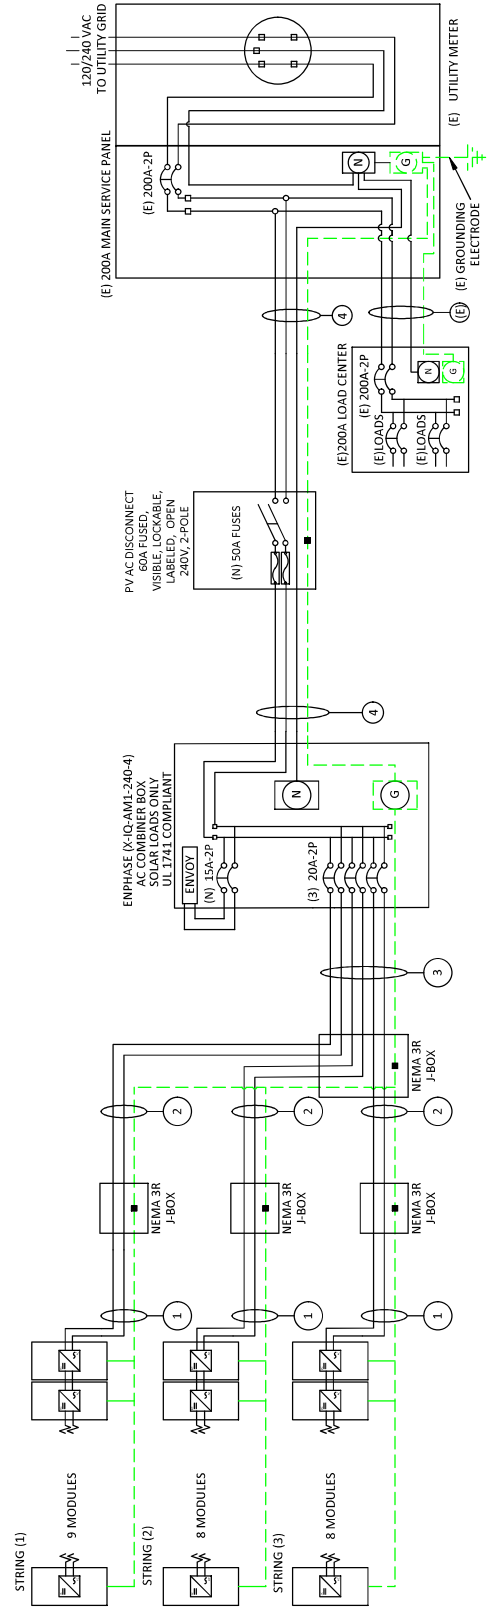 STRING (1)
9 MODULES
STRING (2)
8 MODULES
STRING (3)
8 MODULES
1
1
1
NEMA 3R
J-BOX
NEMA 3R
J-BOX
NEMA 3R
J-BOX
2
2
2
NEMA 3R
J-BOX
3
ENPHASE (X-IQ-AM1-240-4)
AC COMBINER BOX
SOLAR LOADS ONLY
UL 1741 COMPLIANT
ENVOY
(N) 15A-2P
(3) 20A-2P
N
G
4
PV AC DISCONNECT
60A FUSED,
VISIBLE, LOCKABLE,
LABELED, OPEN
240V, 2-POLE
(N) 50A FUSES
4
(E)200A LOAD CENTER
(E) 200A-2P
(E)LOADS
(E)LOADS
N
G
(E)
(E) 200A MAIN SERVICE PANEL
(E) 200A-2P
N
G
(E) GROUNDING
ELECTRODE
120/240 VAC
TO UTILITY GRID
(E) UTILITY METER